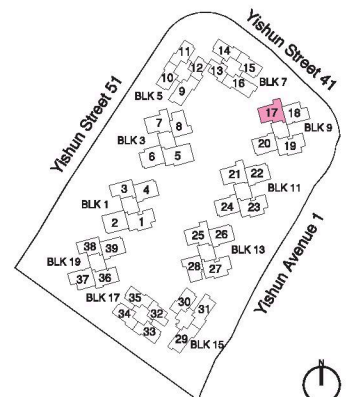 Yishun Street 41
Yishun Street 51
11
12
10
9
BLK 5
14
15
13
16
BLK 7
17
18
BLK 9
20
19
7
8
BLK 3
6
5
21
22
BLK 11
24
23
3
4
BLK 1
2
1
25
26
BLK 13
28
27
Yishun Avenue 1
38
39
BLK 19
37
36
BLK 17
35
34
32
33
30
31
29
BLK 15
N